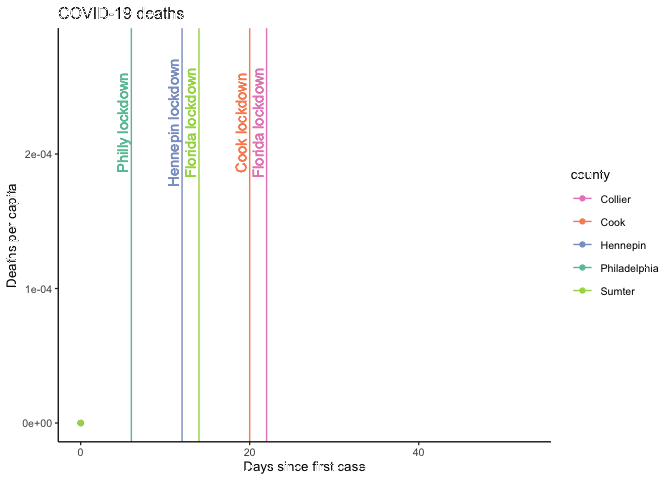 COVID-19 deaths
Philly lockdown
Hennepin lockdown
Florida lockdown
Cook lockdown
Florida lockdown
2e-04
1e-04
0e+00
Deaths per capita
0
20
40
Days since first case
county
Collier
Cook
Hennepin
Philadelphia
Sumter